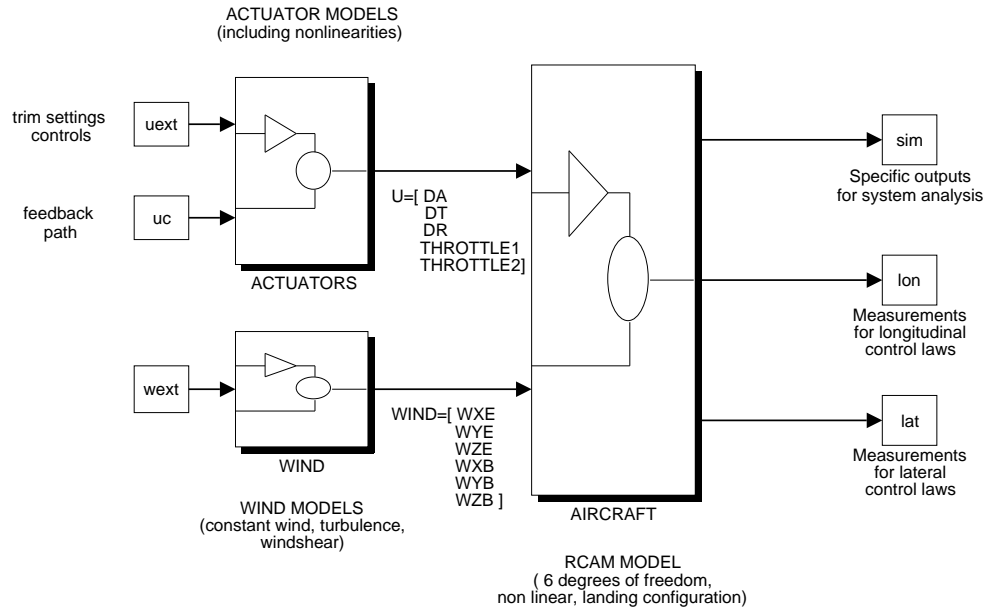 ACTUATOR MODELS
(including nonlinearities)
trim settings
controls
uext
feedback
path
uc
ACTUATORS
U=[ DA
DT
DR
THROTTLE1
THROTTLE2]
wext
WIND
WIND MODELS
(constant wind, turbulence,
windshear)
WIND=[ WXE
WYE
WZE
WXB
WYB
WZB ]
AIRCRAFT
RCAM MODEL
( 6 degrees of freedom,
non linear, landing configuration)
sim
Specific outputs
for system analysis
lon
Measurements
for longitudinal
control laws
lat
Measurements
for lateral
control laws